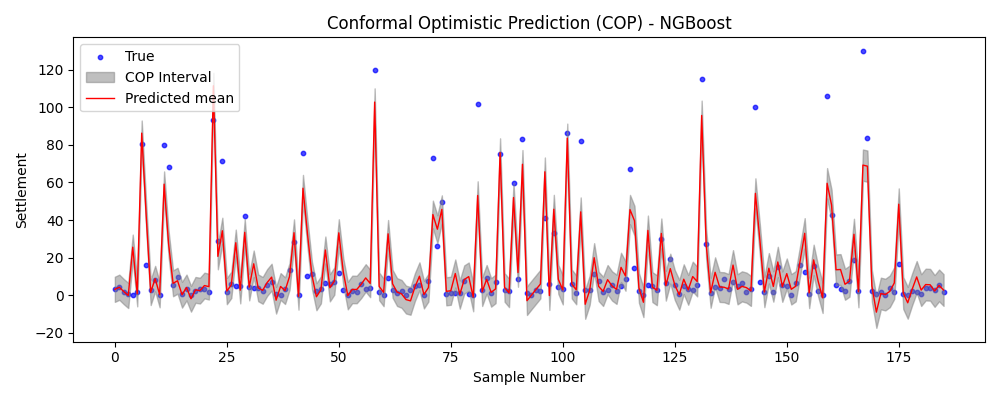 Conformal Optimistic Prediction (COP) - NGBoost
True
COP Interval
Predicted mean
Settlement
120
100
80
60
40
20
0
−20
0
25
50
75
100
125
150
175
Sample Number